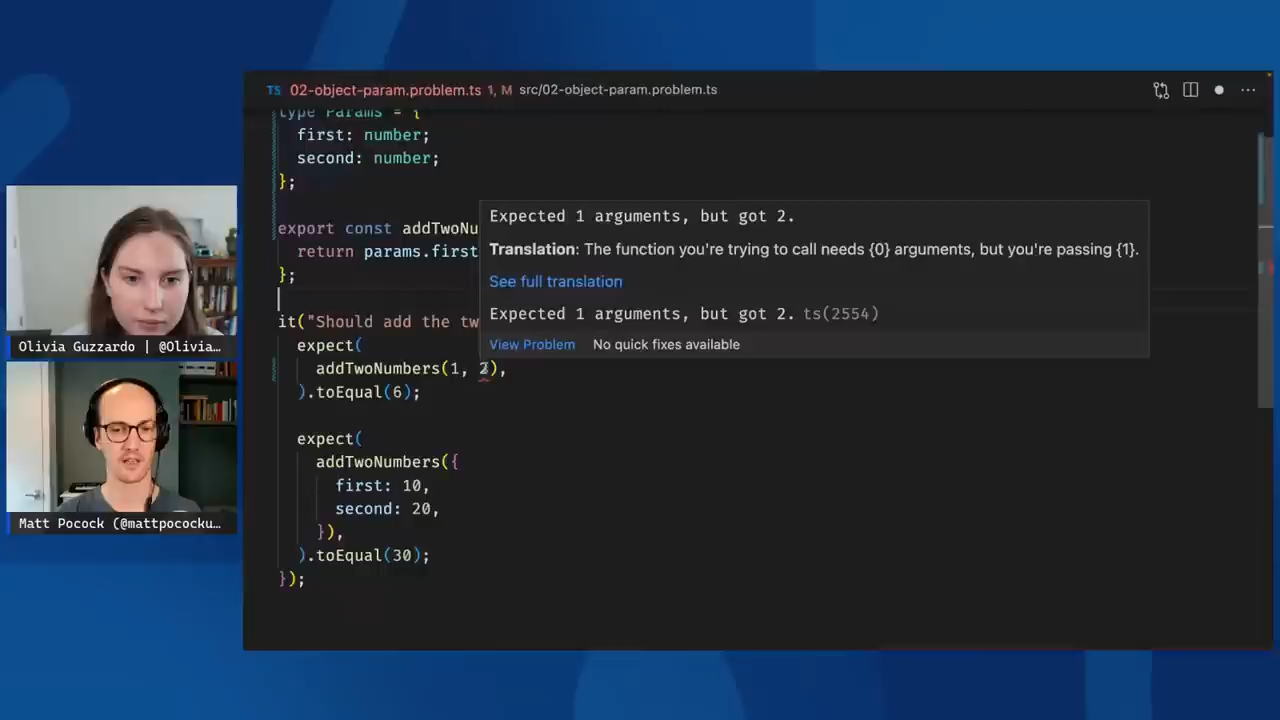 TS 02-object-param.problem.ts 1, M src/02-object-param.problem.ts
type Params = {
first: number;
second: number;
};
export const addTwoNu
return params.first
};
Expected 1 arguments, but got 2.
Translation: The function you're trying to call needs {0} arguments, but you're passing {1}.
See full translation
Expected 1 arguments, but got 2. ts(2554)
View Problem No quick fixes available
it("Should add the tw
expect(
addTwoNumbers(1, 2),
).toEqual(6);
expect(
addTwoNumbers({
first: 10,
second: 20,
}),
).toEqual(30);
});
Olivia Guzzardo | @Olivia…
Matt Pocock (@mattpococku…